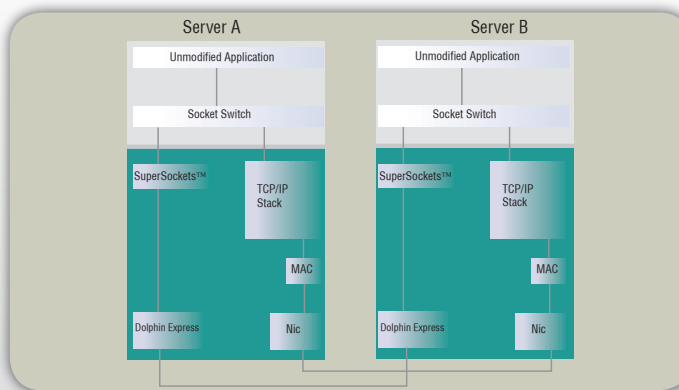 Server A
Unmodified Application
Socket Switch
SuperSockets™
TCP/IP
Stack
MAC
Dolphin Express
Nic
Server B
Unmodified Application
Socket Switch
SuperSockets™
TCP/IP
Stack
MAC
Dolphin Express
Nic